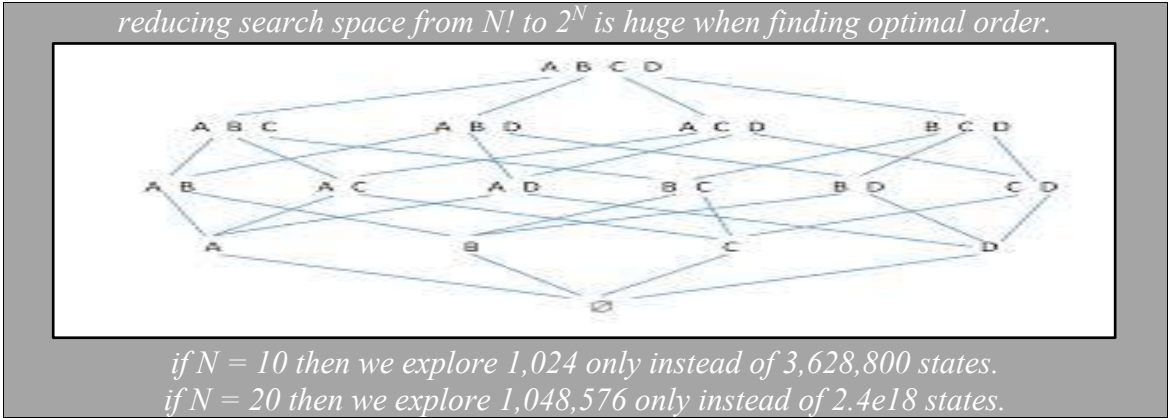 reducing search space from N! to 2^N is huge when finding optimal order.
A B C D
A B C A B D A C D B C D
A B A C A D B C B D C D
A B C D
∅
if N = 10 then we explore 1,024 only instead of 3,628,800 states.
if N = 20 then we explore 1,048,576 only instead of 2.4e18 states.